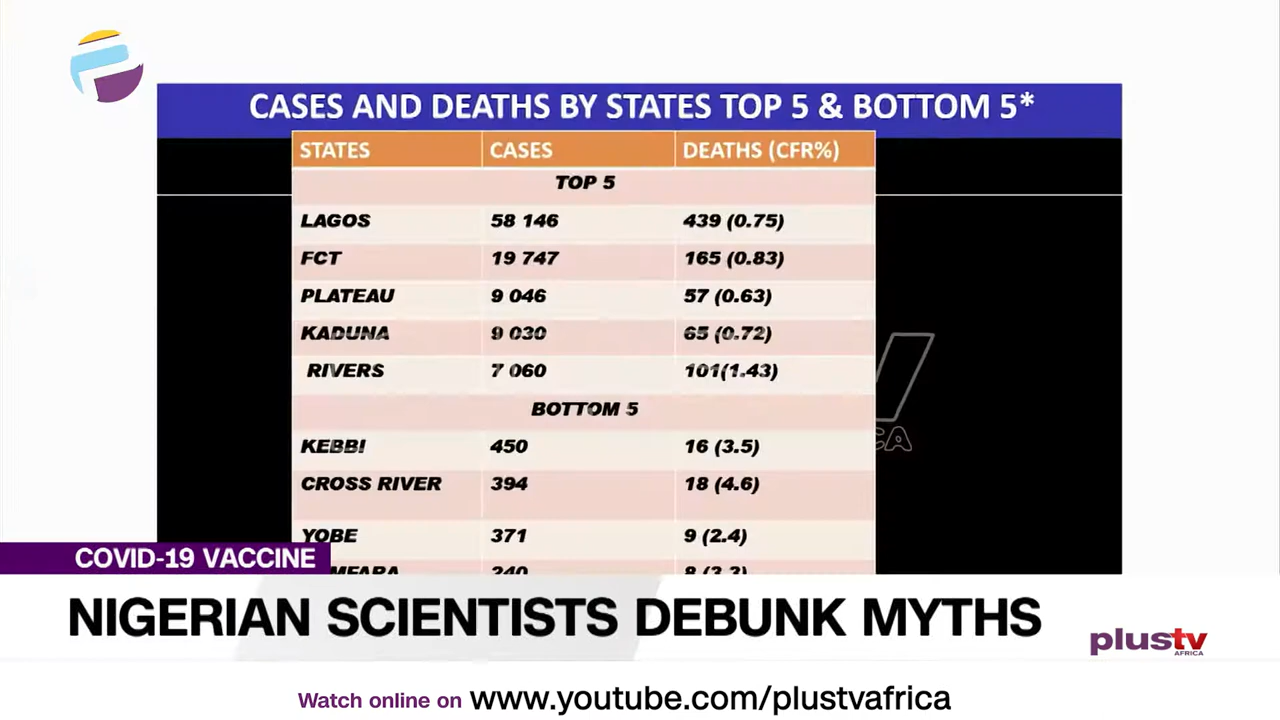 CASES AND DEATHS BY STATES TOP 5 & BOTTOM 5*
STATES CASES DEATHS (CFR%)
TOP 5
LAGOS 58 146 439 (0.75)
FCT 19 747 165 (0.83)
PLATEAU 9 046 57 (0.63)
KADUNA 9 030 65 (0.72)
RIVERS 7 060 101(1.43)
BOTTOM 5
KEBBI 450 16 (3.5)
CROSS RIVER 394 18 (4.6)
YOBE 371 9 (2.4)
240 8 (3.3)
COVID-19 VACCINE
NIGERIAN SCIENTISTS DEBUNK MYTHS
plustv
AFRICA
Watch online on www.youtube.com/plustvafrica